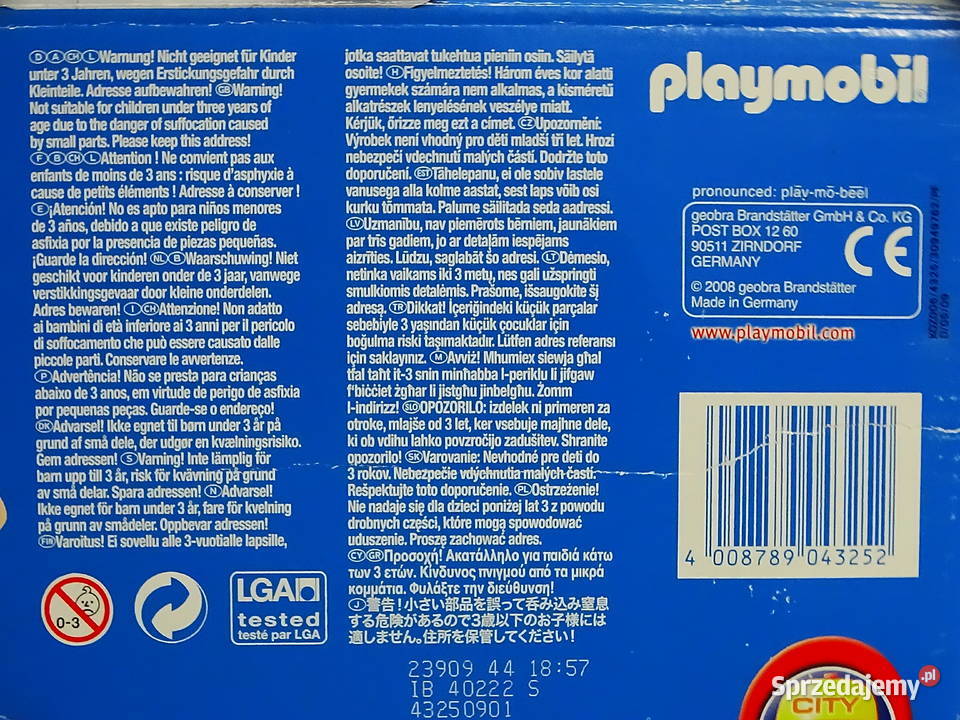 D A CH L Warnung! Nicht geeignet für Kinder
unter 3 Jahren, wegen Erstickungsgefahr durch
Kleinteile. Adresse aufbewahren! GB Warning!
Not suitable for children under three years of
age due to the danger of suffocation caused
by small parts. Please keep this address!
F B CH L Attention ! Ne convient pas aux
enfants de moins de 3 ans : risque d'asphyxie à
cause de petits éléments ! Adresse à conserver !
E ¡Atención! No es apto para niños menores
de 3 años, debido a que existe peligro de
asfixia por la presencia de piezas pequeñas.
¡Guarde la dirección! NL B Waarschuwing! Niet
geschikt voor kinderen onder de 3 jaar, vanwege
verstikkingsgevaar door kleine onderdelen.
Adres bewaren! I CH Attenzione! Non adatto
ai bambini di età inferiore ai 3 anni per il pericolo
di soffocamento che può essere causato dalle
piccole parti. Conservare le avvertenze.
P Advertência! Não se presta para crianças
abaixo de 3 anos, em virtude de perigo de asfixia
por pequenas peças. Guarde-se o endereço!
DK Advarsel! Ikke egnet til børn under 3 år på
grund af små dele, der udgør en kvælningsrisiko.
Gem adressen! S Varning! Inte lämplig för
barn upp till 3 år, risk för kvävning på grund
av små delar. Spara adressen! N Advarsel!
Ikke egnet for barn under 3 år, fare for kvelning
på grunn av smådeler. Oppbevar adressen!
FIN Varoitus! Ei sovellu alle 3-vuotialle lapsille,
jotka saattavat tukehtua pieniin osiin. Säilytä
osoite! H Figyelmeztetés! Három éves kor alatti
gyermekek számára nem alkalmas, a kisméretű
alkatrészek lenyelésének veszélye miatt.
Kérjük, őrizze meg ezt a címet. CZ Upozornění:
Výrobek není vhodný pro děti mladší tří let. Hrozí
nebezpečí vdechnutí malých částí. Dodržte toto
doporučení. EST Tähelepanu, ei ole sobiv lastele
vanusega alla kolme aastat, sest laps võib osi
kurku tõmmata. Palume säilitada seda aadressi.
LV Uzmanību, nav piemērots bērniem, jaunākiem
par trīs gadiem, jo ar detaļām iespējams
aizrīties. Lūdzu, saglabāt šo adresi. LT Dėmesio,
netinka vaikams iki 3 metų, nes gali užspringti
smulkiomis detalėmis. Prašome, išsaugokite šį
adresą. TR Dikkat! İçeriğindeki küçük parçalar
sebebiyle 3 yaşından küçük çocuklar için
boğulma riski taşımaktadır. Lütfen adres referansı
için saklayınız. M Avviż! Mhumiex siewja għal
tfal taħt it-3 snin minħabba l-periklu li jifgaw
f'biċċiet żgħar li jistgħu jinbelgħu. Żomm
l-indirizz! SLO OPOZORILO: izdelek ni primeren za
otroke, mlajše od 3 let, ker vsebuje majhne dele,
ki ob vdihu lahko povzročijo zadušitev. Shranite
opozorilo! SK Varovanie: Nevhodné pre deti do
3 rokov. Nebezpečie vdýchnutia malých častí.
Rešpektujte toto doporučenie. PL Ostrzeżenie!
Nie nadaje się dla dzieci poniżej lat 3 z powodu
drobnych części, które mogą spowodować
uduszenie. Proszę zachować adres.
CY GR Προσοχή! Ακατάλληλο για παιδιά κάτω
των 3 ετών. Κίνδυνος πνιγμού από τα μικρά
κομμάτια. Φυλάξτε την διεύθυνση!
J 警告！小さい部品を誤って呑み込み窒息
する危険があるので3歳以下のお子様には
適しません。住所を保管してください！
0-3
LGA
tested
testé par LGA
23909 44 18:57
IB 40222 S
43250901
playmobil
pronounced: plāy-mō-bēēl
geobra Brandstätter GmbH & Co. KG
POST BOX 12 60
90511 ZIRNDORF
GERMANY
CE
© 2008 geobra Brandstätter
Made in Germany
www.playmobil.com
4 008789 043252
CITY
Sprzedajemy.pl